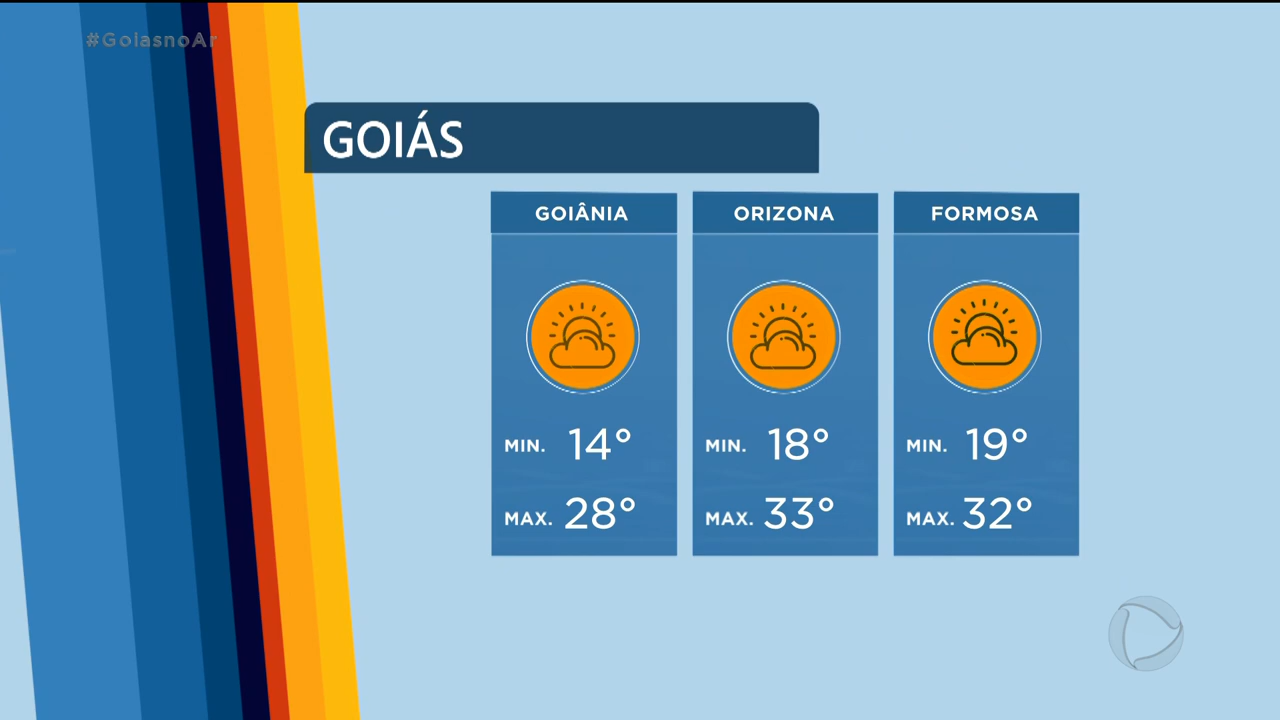 #GoiasnoAr
GOIÁS
GOIÂNIA
MIN. 14°
MAX. 28°
ORIZONA
MIN. 18°
MAX. 33°
FORMOSA
MIN. 19°
MAX. 32°